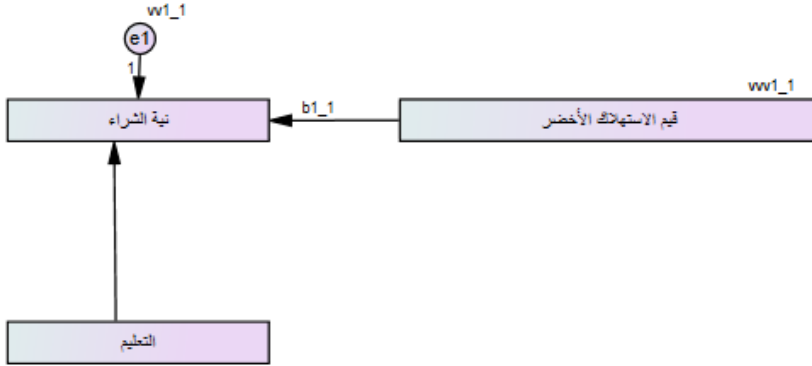 vv1_1
e1
1
vvv1_1
نية الشراء
b1_1
قيم الاستهلاك الأخضر
التعليم